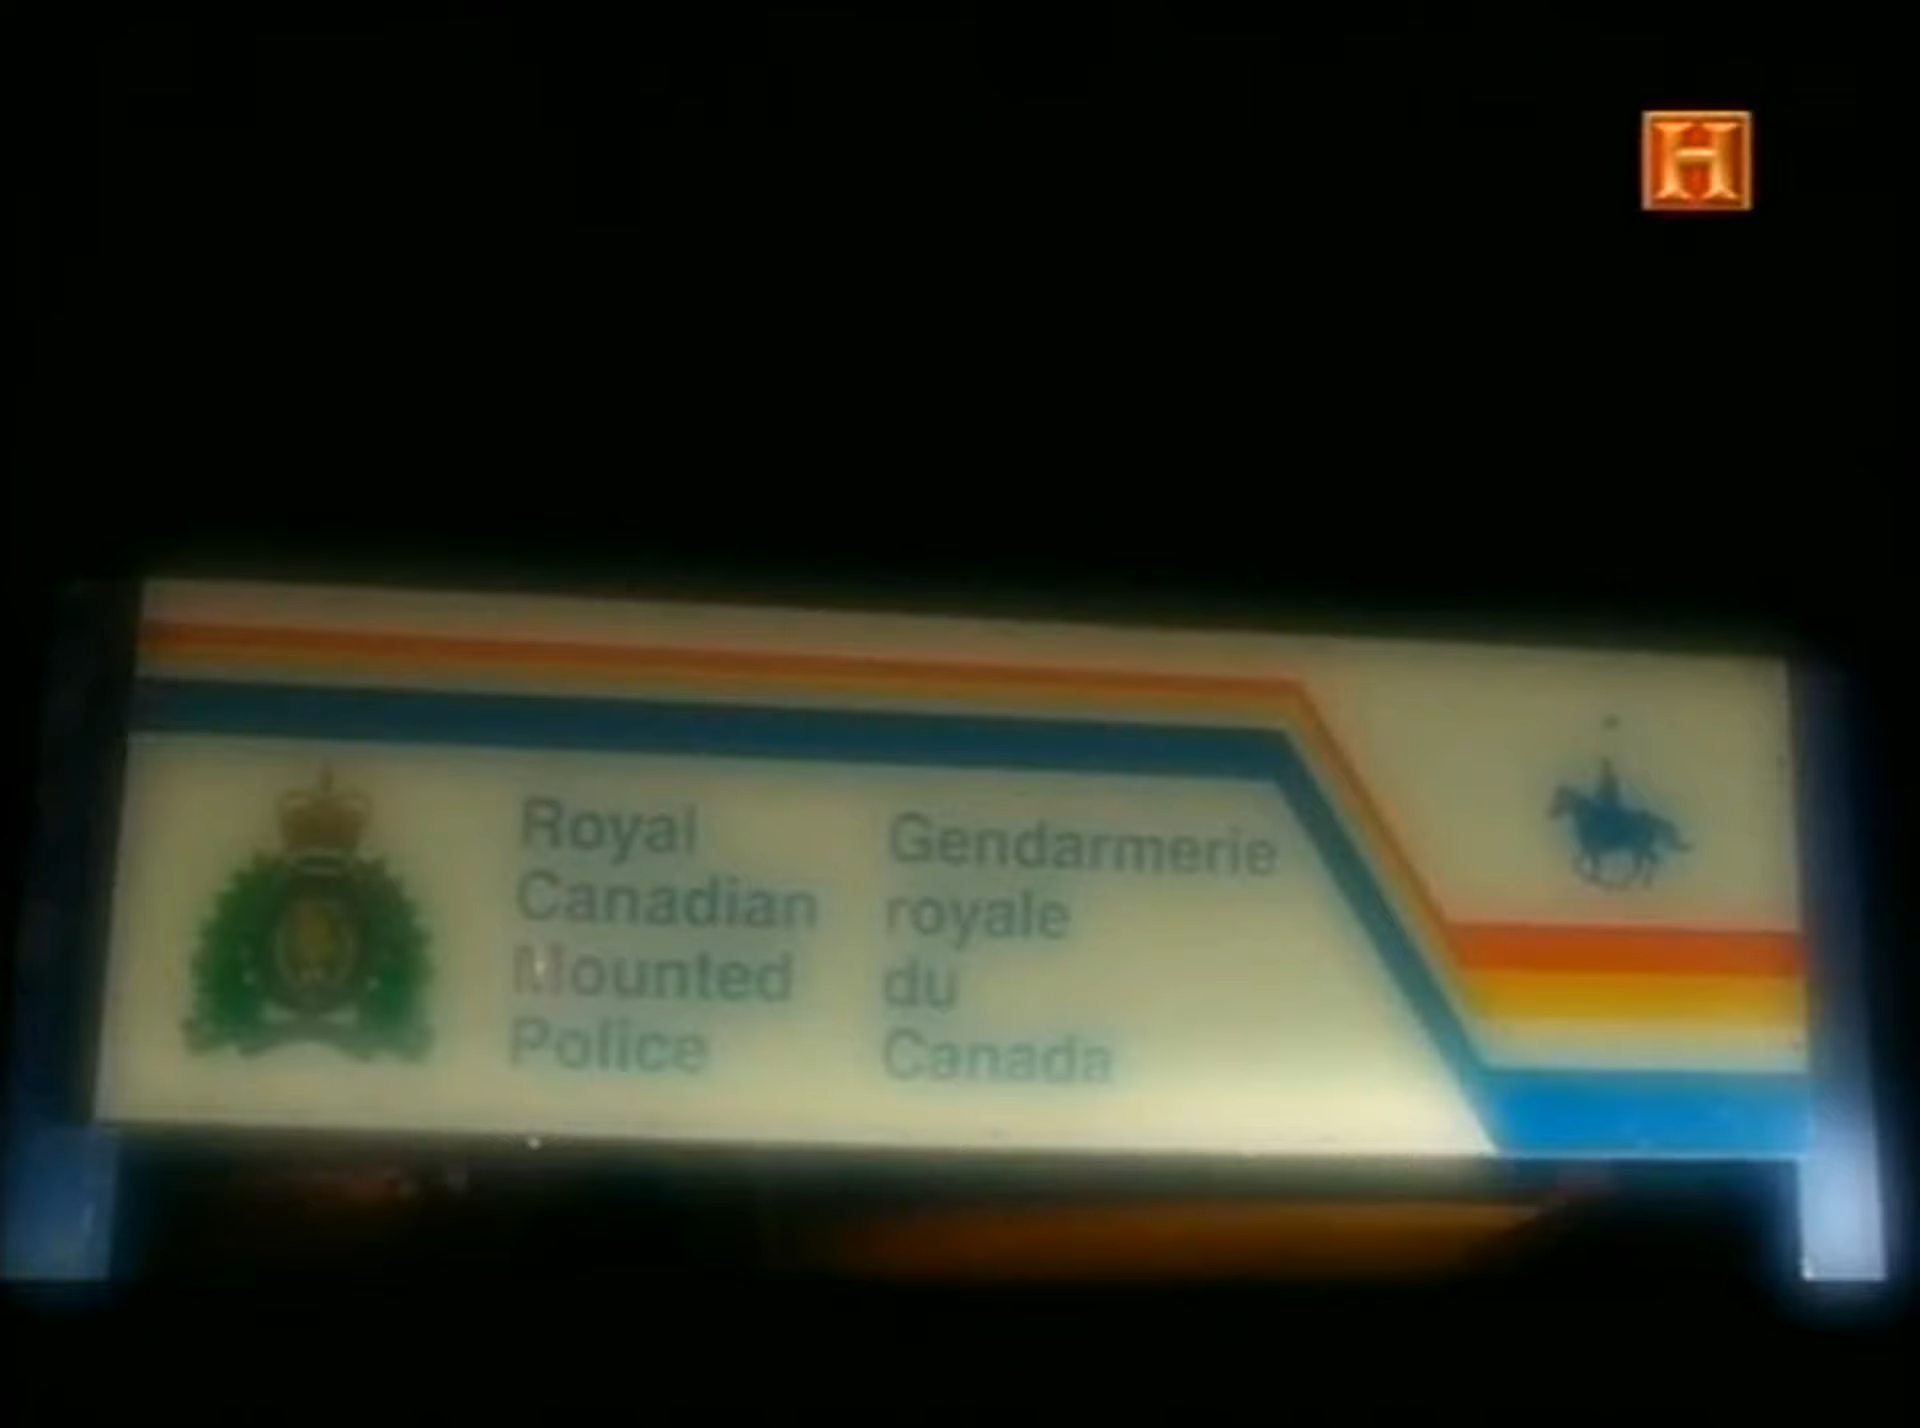 H
Royal
Canadian
Mounted
Police
Gendarmerie
royale
du
Canada